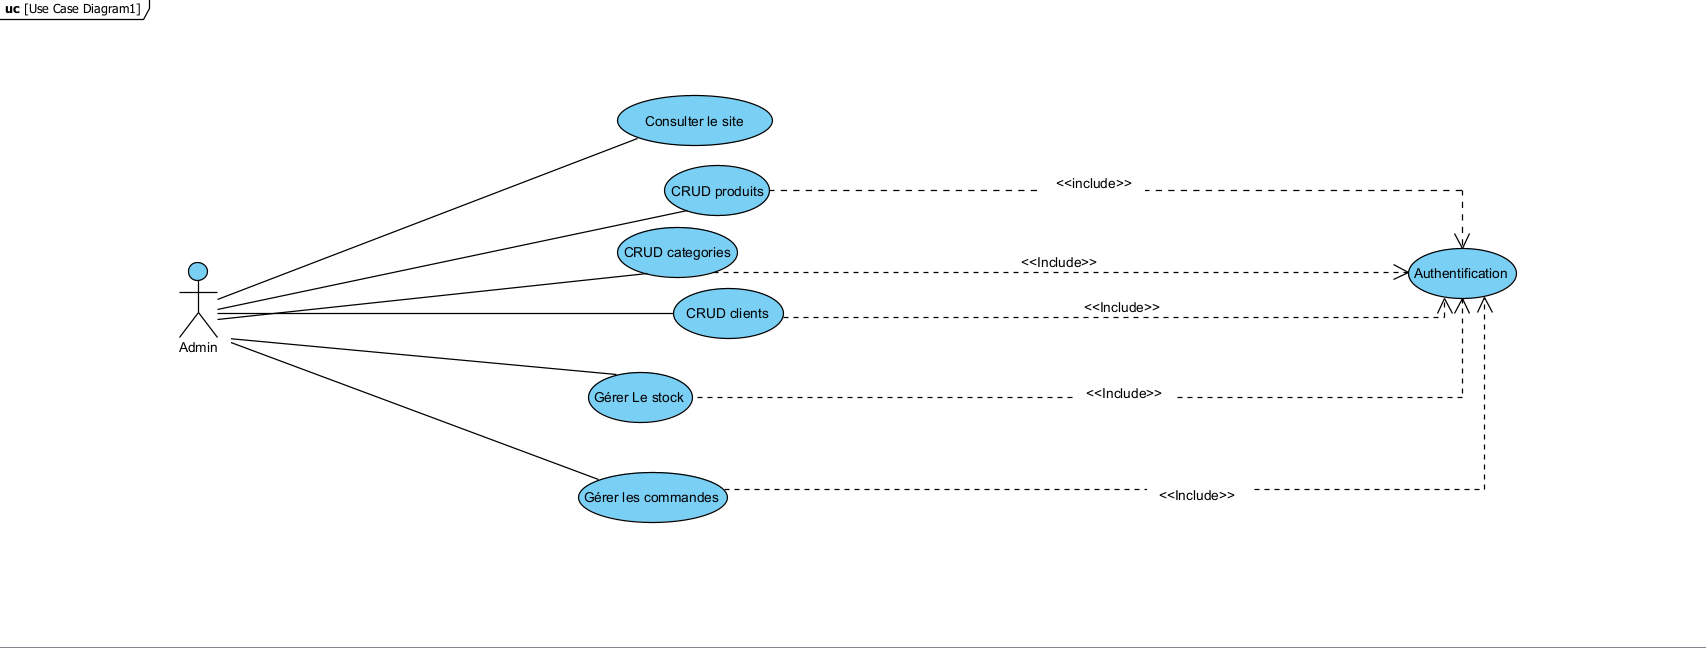 uc [Use Case Diagram1]
Consulter le site
CRUD produits
<<include>>
CRUD categories
<<Include>>
Authentification
CRUD clients
<<Include>>
Admin
Gérer Le stock
<<Include>>
Gérer les commandes
<<Include>>